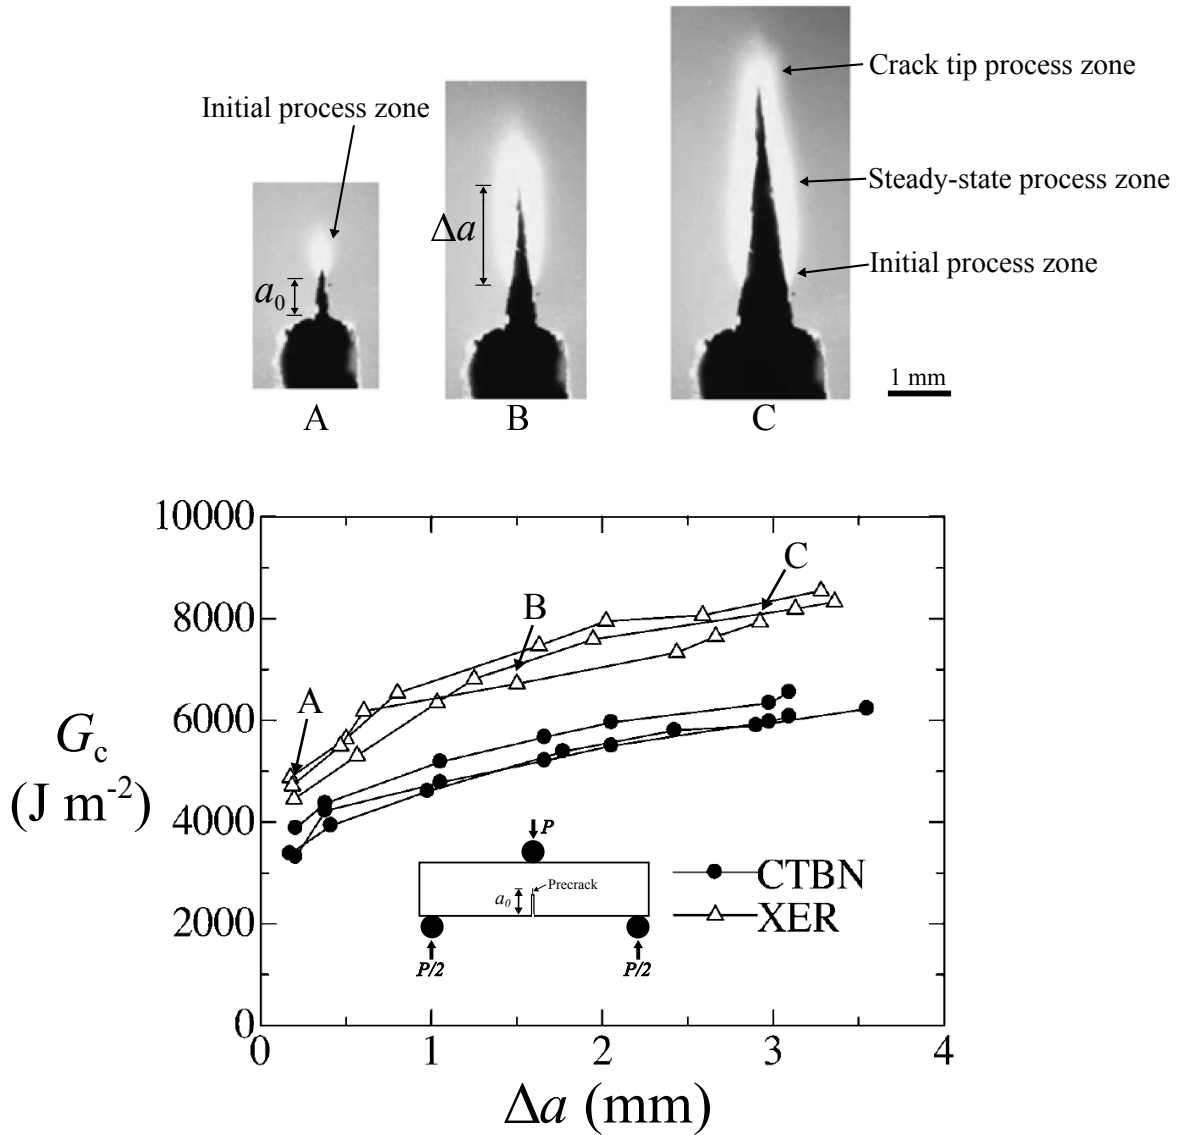 Initial process zone
a0
A
Δa
B
Crack tip process zone
Steady-state process zone
Initial process zone
C
1 mm
10000
8000
6000
4000
2000
0
Gc
(J m-2)
A
B
C
P
Precrack
a0
P/2
P/2
CTBN
XER
0 1 2 3 4
Δa (mm)